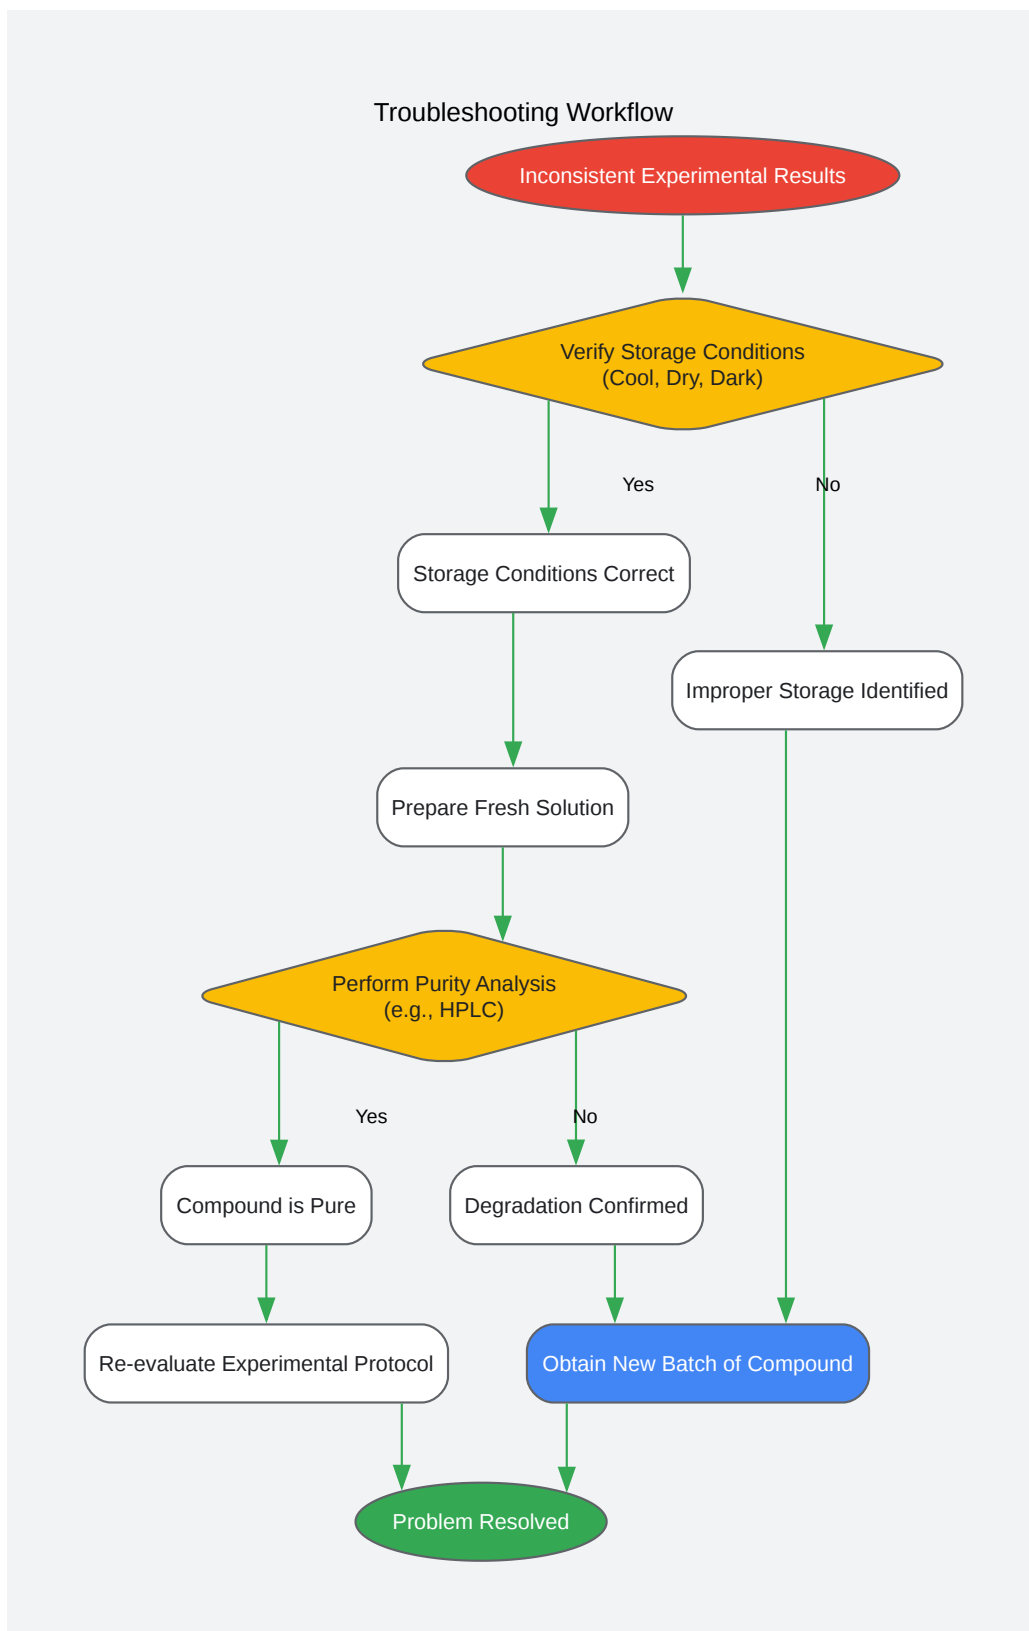 Troubleshooting Workflow
Inconsistent Experimental Results
Verify Storage Conditions
(Cool, Dry, Dark)
Yes
No
Storage Conditions Correct
Improper Storage Identified
Prepare Fresh Solution
Perform Purity Analysis
(e.g., HPLC)
Yes
No
Compound is Pure
Degradation Confirmed
Re-evaluate Experimental Protocol
Obtain New Batch of Compound
Problem Resolved